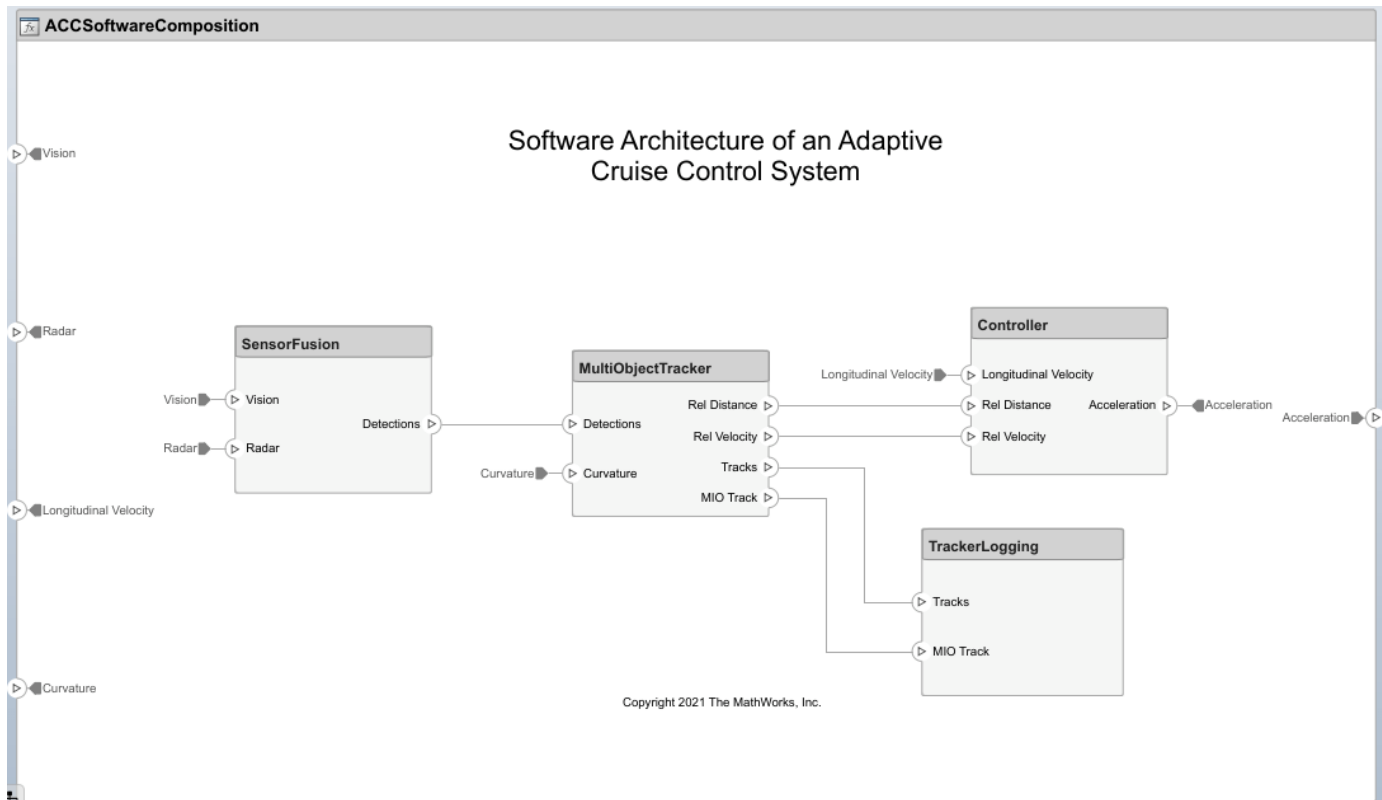 ACCSoftwareComposition
Software Architecture of an Adaptive
Cruise Control System
Vision
Radar
Longitudinal Velocity
Curvature
SensorFusion
Vision
Vision
Radar
Radar
Detections
MultiObjectTracker
Detections
Curvature
Curvature
Rel Distance
Rel Velocity
Tracks
MIO Track
Controller
Longitudinal Velocity
Longitudinal Velocity
Rel Distance
Rel Velocity
Acceleration
Acceleration
Acceleration
TrackerLogging
Tracks
MIO Track
Copyright 2021 The MathWorks, Inc.